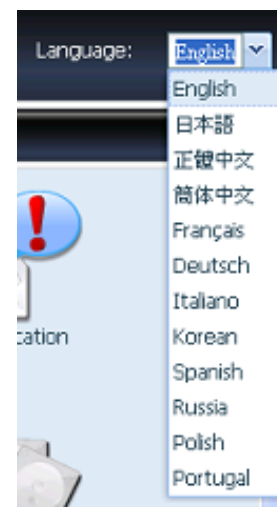 Language: English
English
日本語
正體中文
简体中文
Français
Deutsch
Italiano
Korean
Spanish
Russia
Polish
Portugal
cation